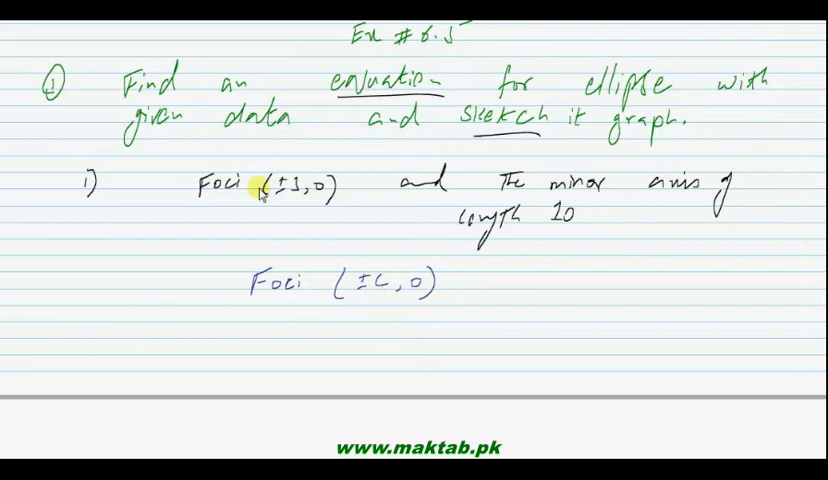 Ex # 6.5
Q1 Find an equation for ellipse with
given data and sketch it graph.
i) Foci (±3,0) and the minor axis of
length 10
Foci (±c, 0)
www.maktab.pk